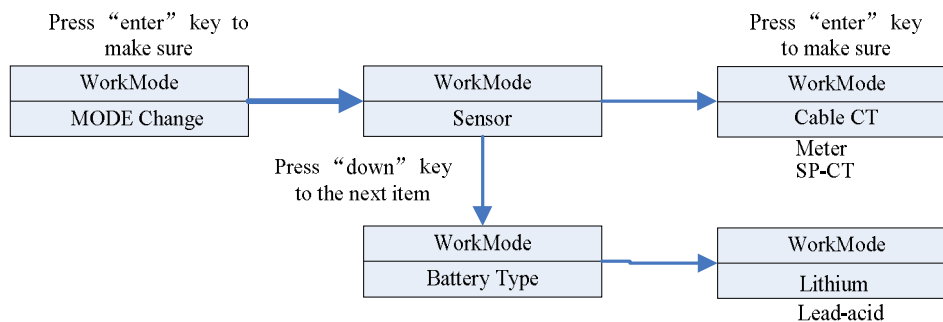 Press “enter” key to
make sure
WorkMode
MODE Change
WorkMode
Sensor
Press “enter” key
to make sure
WorkMode
Cable CT
Meter
SP-CT
Press “down” key
to the next item
WorkMode
Battery Type
WorkMode
Lithium
Lead-acid